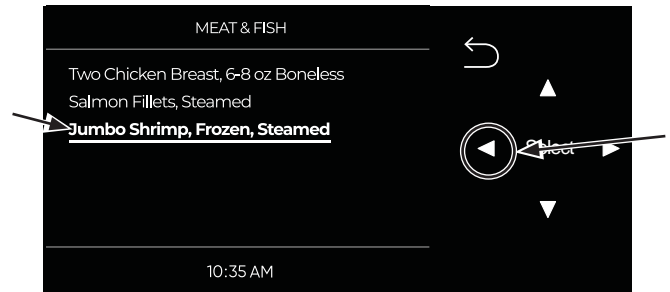 MEAT & FISH
Two Chicken Breast, 6-8 oz Boneless
Salmon Fillets, Steamed
Jumbo Shrimp, Frozen, Steamed
Select
10:35 AM